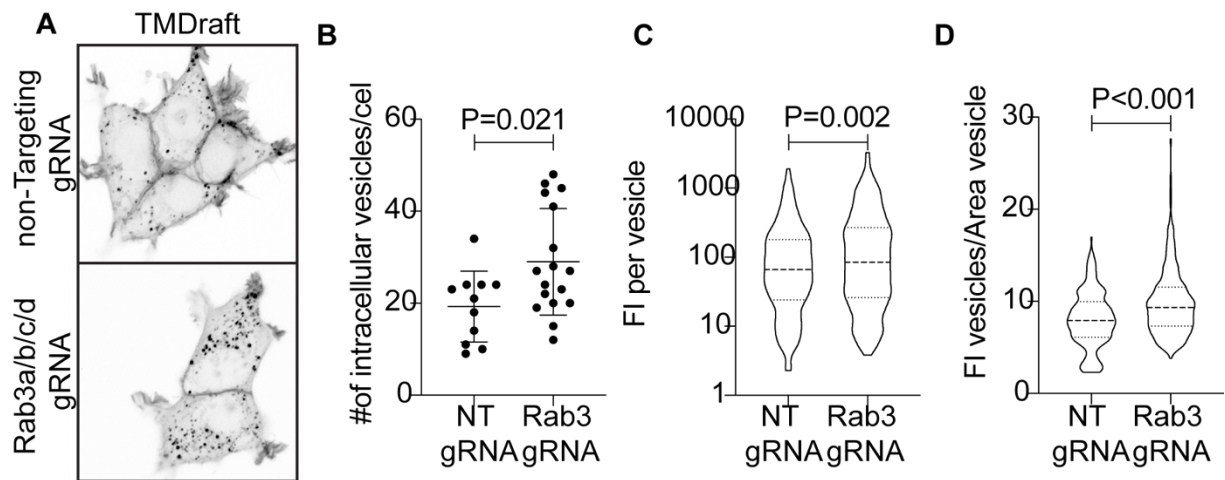 A
TMDraft
non-Targeting
gRNA
Rab3a/b/c/d
gRNA
B
#of intracellular vesicles/cel
60
40
20
0
P=0.021
NT
gRNA
Rab3
gRNA
C
FI per vesicle
10000
1000
100
10
1
P=0.002
NT
gRNA
Rab3
gRNA
D
FI vesicles/Area vesicle
30
20
10
0
P<0.001
NT
gRNA
Rab3
gRNA